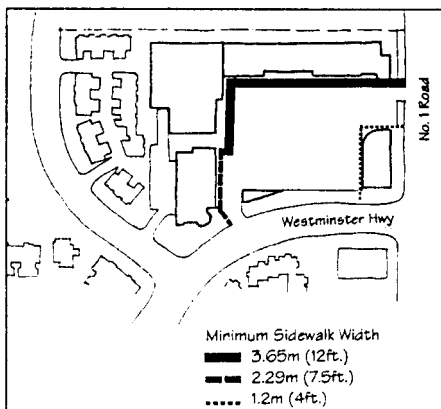 No. 1 Road
Westminster Hwy
Minimum Sidewalk Width
3.65m (12ft.)
2.29m (7.5ft.)
1.2m (4ft.)